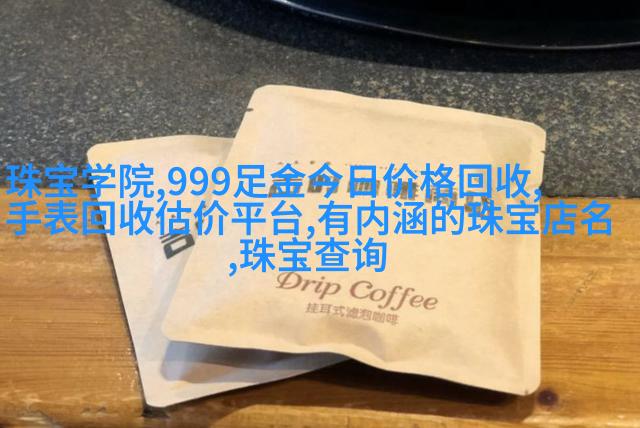 珠宝学院,999足金今日价格回收,
手表回收估价平台,有内涵的珠宝店名
,珠宝查询
Drip Coffee
挂耳式滤泡咖啡